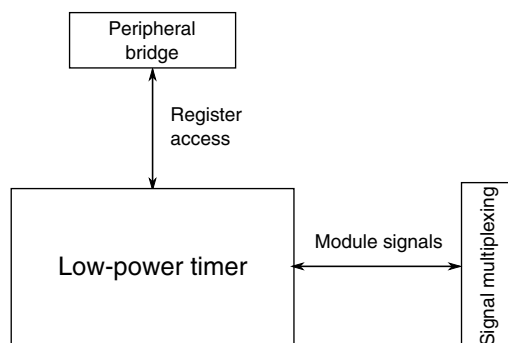 Peripheral
bridge
Register
access
Low-power timer
Module signals
Signal multiplexing